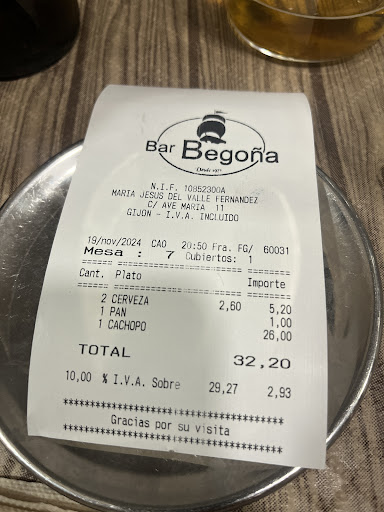 Bar Begoña
Desde 1971
N.I.F. 10852300A
MARIA JESUS DEL VALLE FERNANDEZ
C/ AVE MARIA 11
GIJON - I.V.A. INCLUIDO
19/nov/2024 CAO 20:50 Fra. FG/ 60031
Mesa : 7 Cubiertos: 1
Cant. Plato Importe
2 CERVEZA 2,60 5,20
1 PAN 1,00
1 CACHOPO 26,00
TOTAL 32,20
10,00 % I.V.A. Sobre 29,27 2,93
****************************************
Gracias por su visita
****************************************